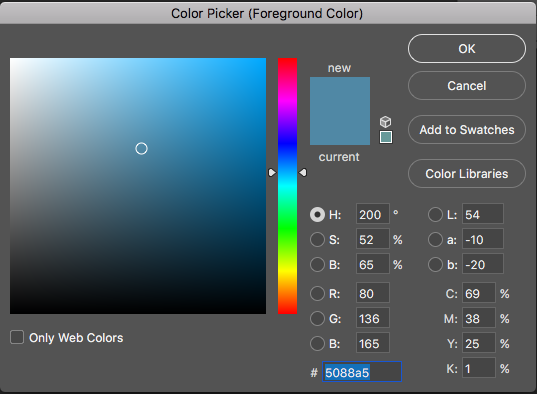 Color Picker (Foreground Color)
new
current
OK
Cancel
Add to Swatches
Color Libraries
H: 200 °
S: 52 %
B: 65 %
R: 80
G: 136
B: 165
# 5088a5
L: 54
a: -10
b: -20
C: 69 %
M: 38 %
Y: 25 %
K: 1 %
Only Web Colors